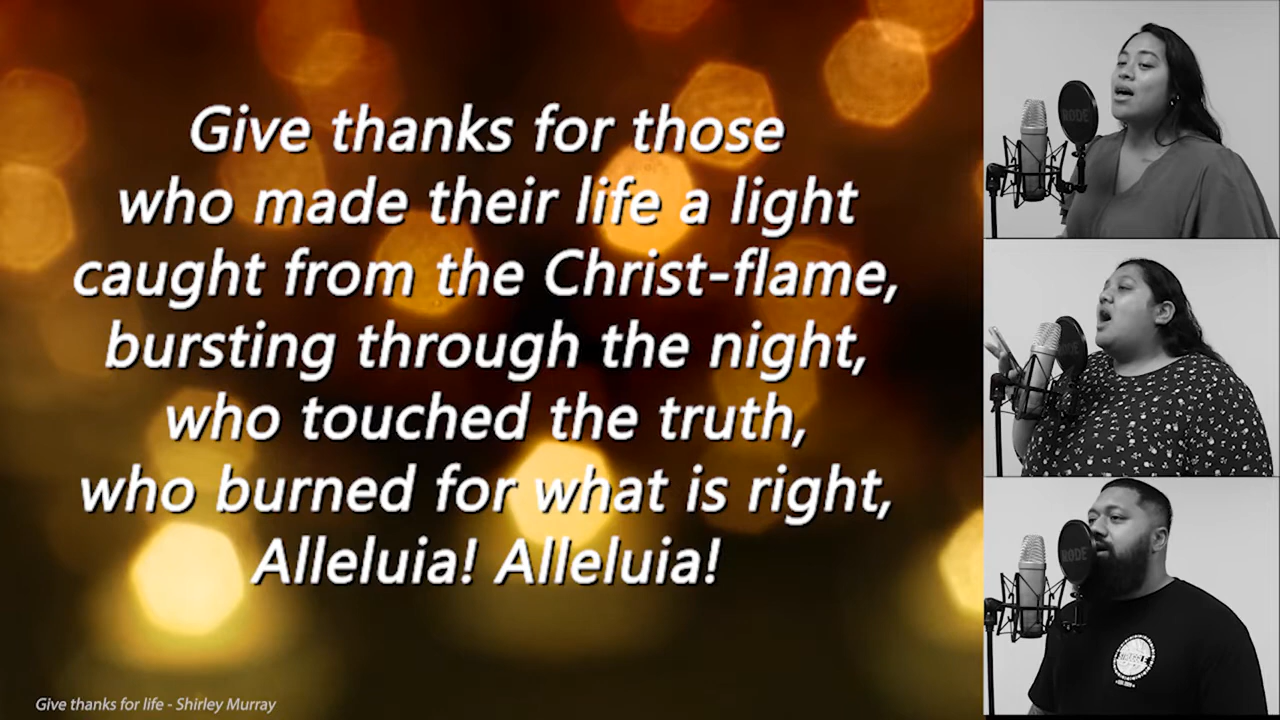 Give thanks for those
who made their life a light
caught from the Christ-flame,
bursting through the night,
who touched the truth,
who burned for what is right,
Alleluia! Alleluia!
Give thanks for life - Shirley Murray
RODE
RODE